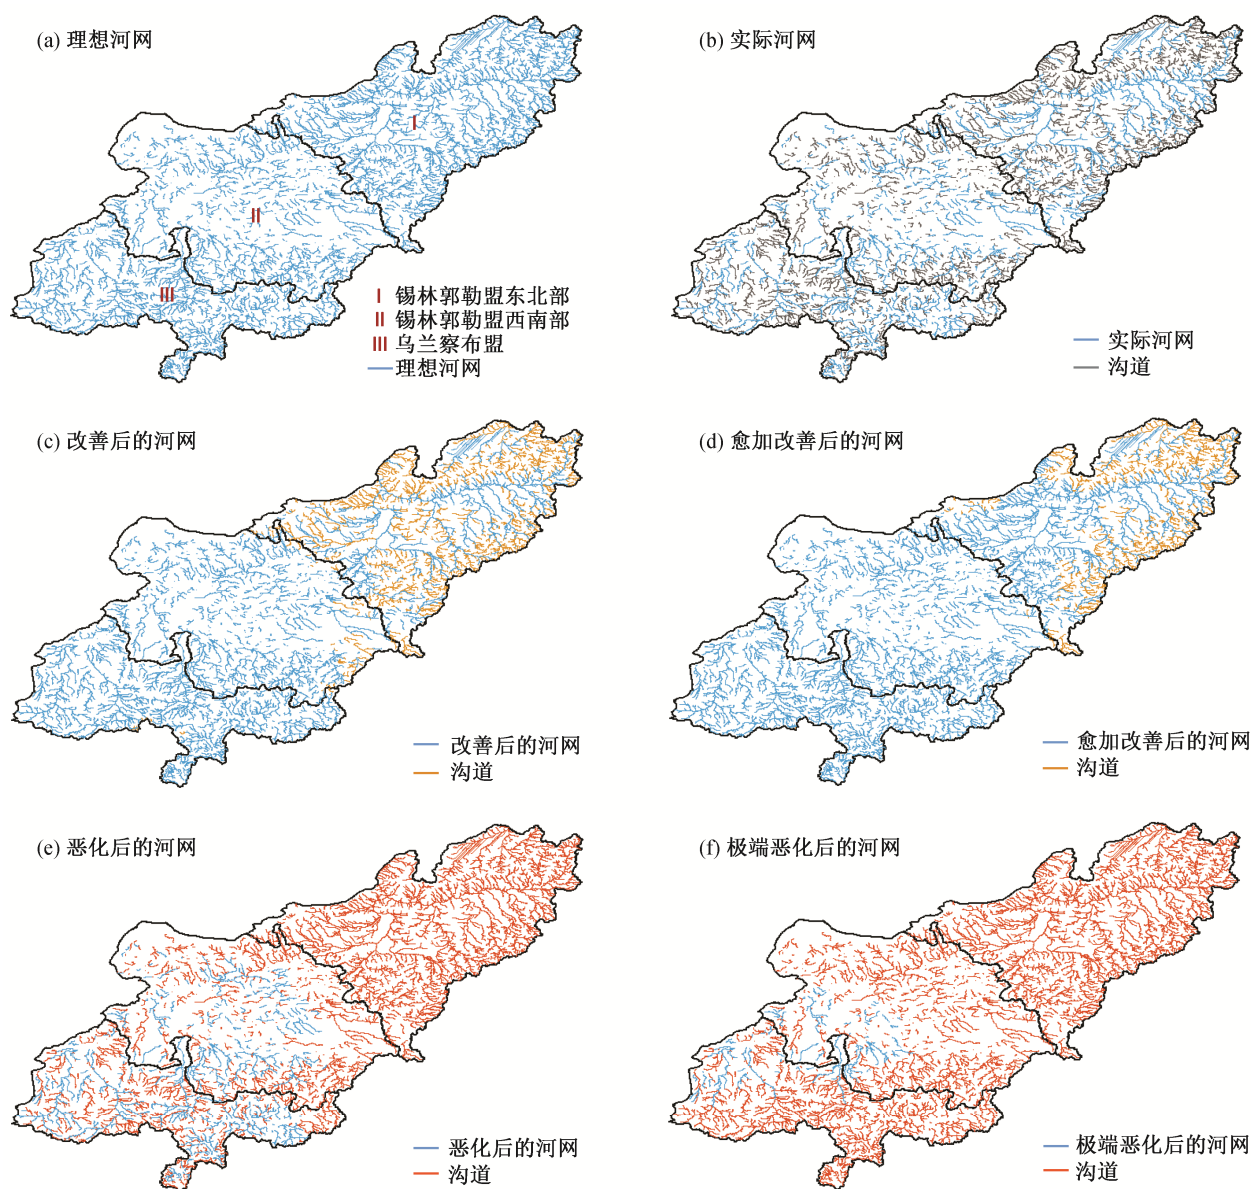 (a) 理想河网
(b) 实际河网
I
II
III
I 锡林郭勒盟东北部
II 锡林郭勒盟西南部
III 乌兰察布盟
理想河网
实际河网
沟道
(c) 改善后的河网
(d) 愈加改善后的河网
改善后的河网
沟道
愈加改善后的河网
沟道
(e) 恶化后的河网
(f) 极端恶化后的河网
恶化后的河网
沟道
极端恶化后的河网
沟道